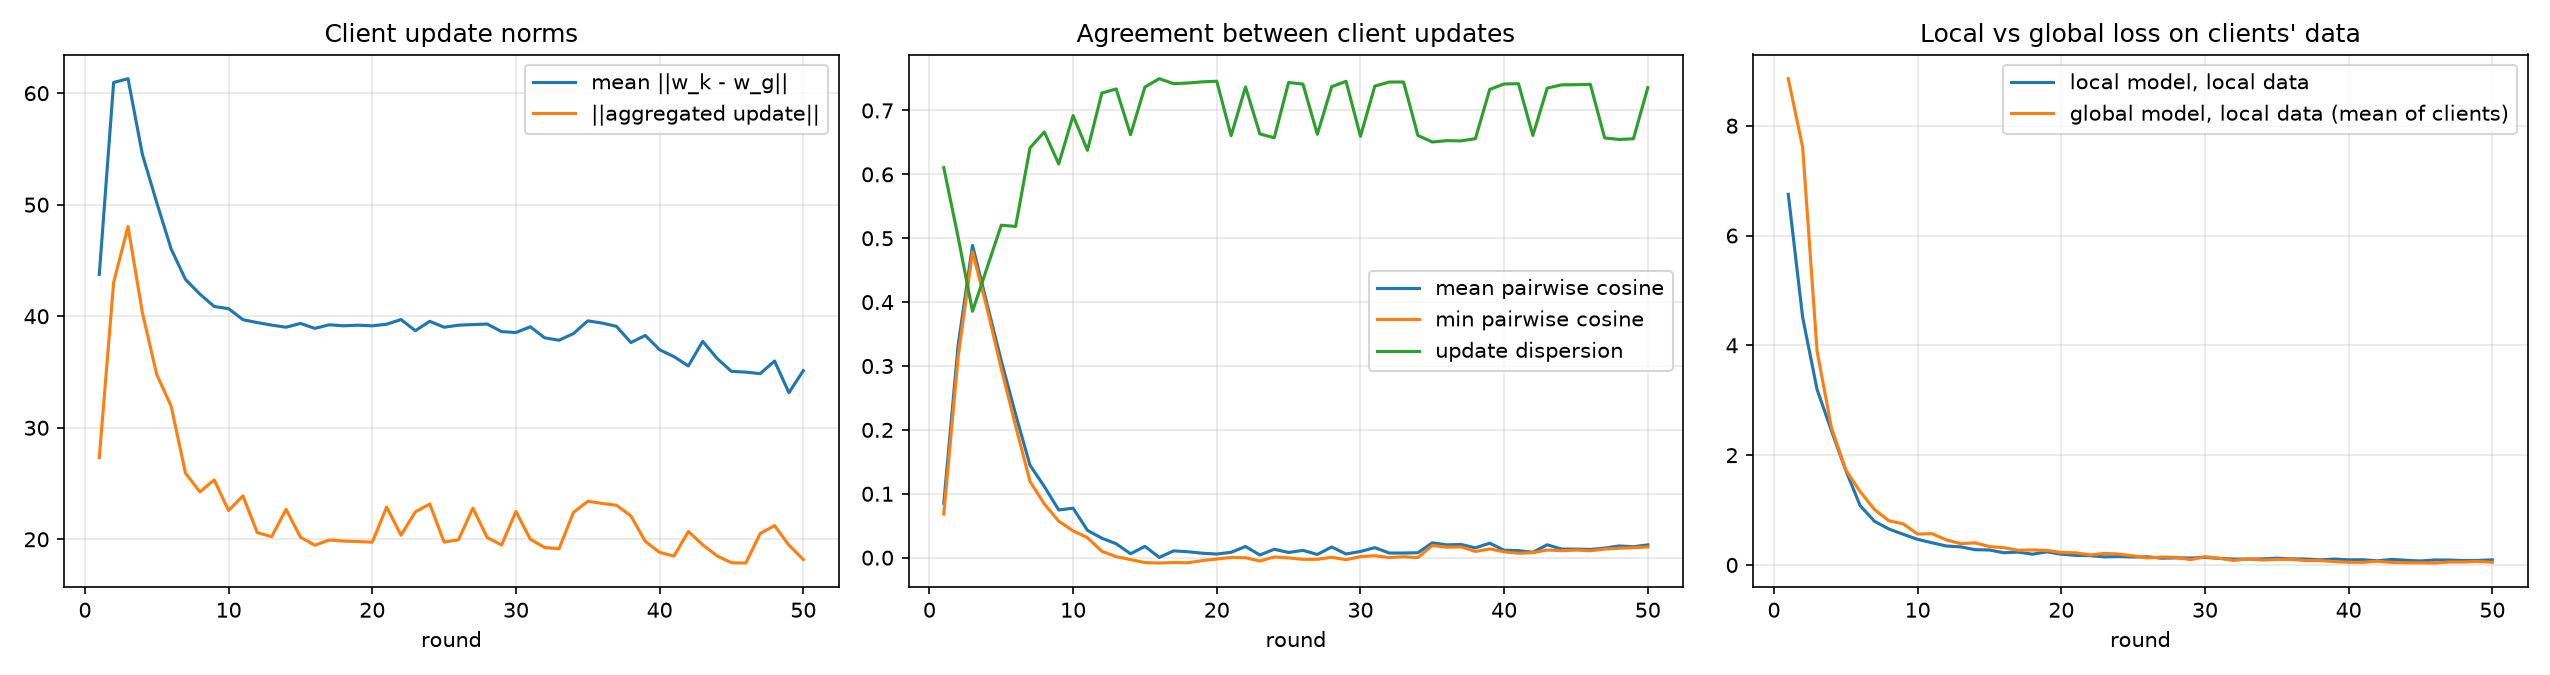 Client update norms
mean ||w_k - w_g||
||aggregated update||
60
50
40
30
20
0
10
20
30
40
50
round
Agreement between client updates
0.7
0.6
0.5
0.4
0.3
0.2
0.1
0.0
mean pairwise cosine
min pairwise cosine
update dispersion
0
10
20
30
40
50
round
Local vs global loss on clients' data
local model, local data
global model, local data (mean of clients)
8
6
4
2
0
0
10
20
30
40
50
round